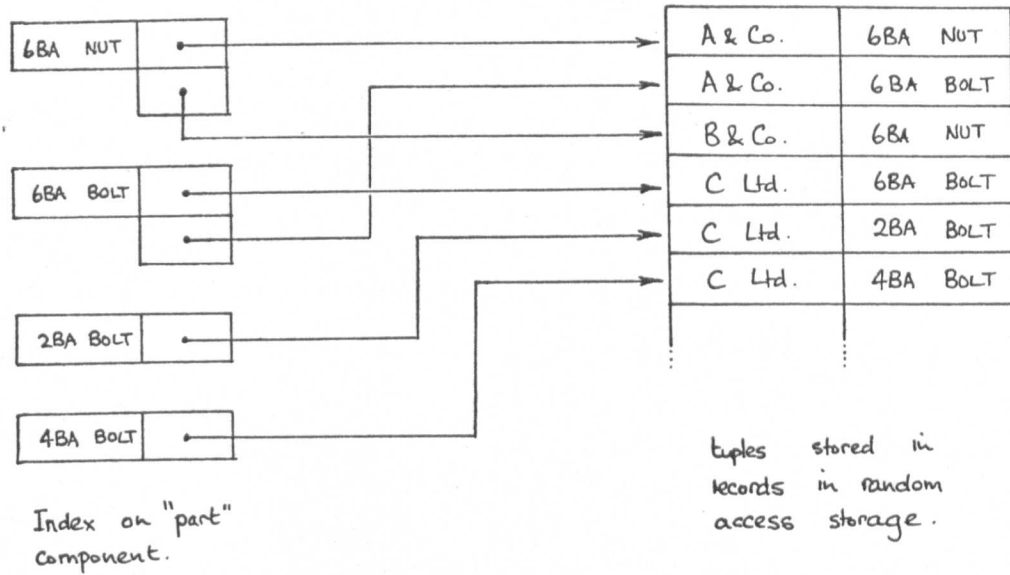 6BA NUT
6BA BOLT
2BA BOLT
4BA BOLT
Index on "part"
component.
A & Co. 6BA NUT
A & Co. 6BA BOLT
B & Co. 6BA NUT
C Ltd. 6BA BOLT
C Ltd. 2BA BOLT
C Ltd. 4BA BOLT
tuples stored in
records in random
access storage.